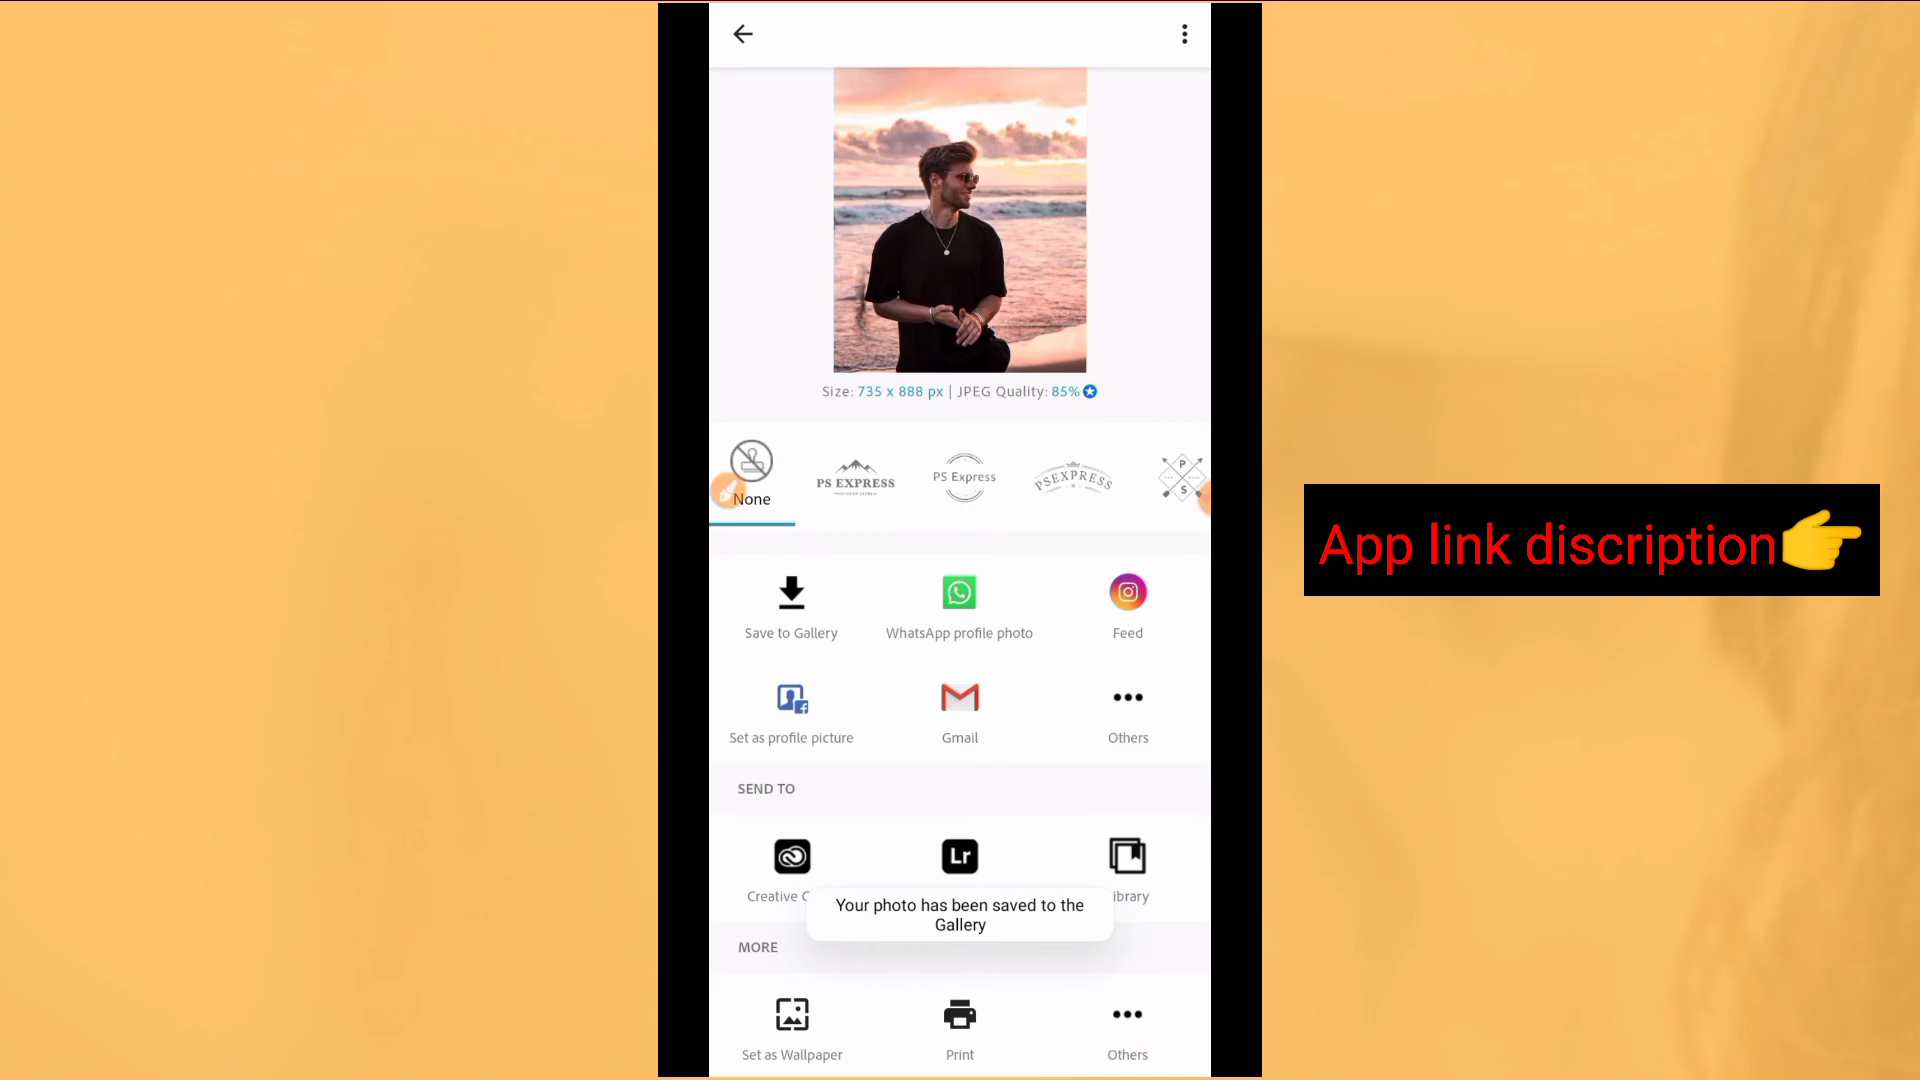 Size: 735 x 888 px | JPEG Quality: 85%
None
PS EXPRESS
PS Express
PSEXPRESS
P
S
Save to Gallery
WhatsApp profile photo
Feed
Set as profile picture
Gmail
Others
SEND TO
Lr
Creative C
ibrary
Your photo has been saved to the
Gallery
MORE
Set as Wallpaper
Print
Others
App link discription👉